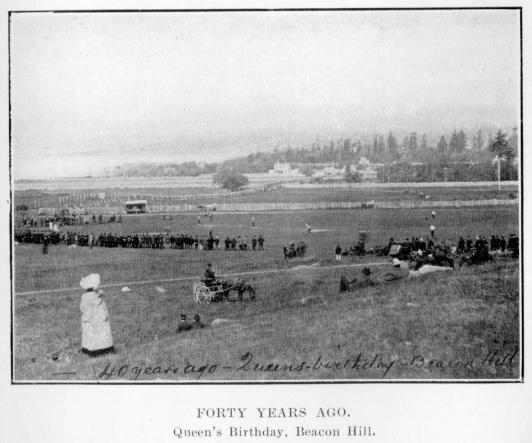 40 years ago - Queens-birthday - Beacon Hill
FORTY YEARS AGO.
Queen's Birthday, Beacon Hill.